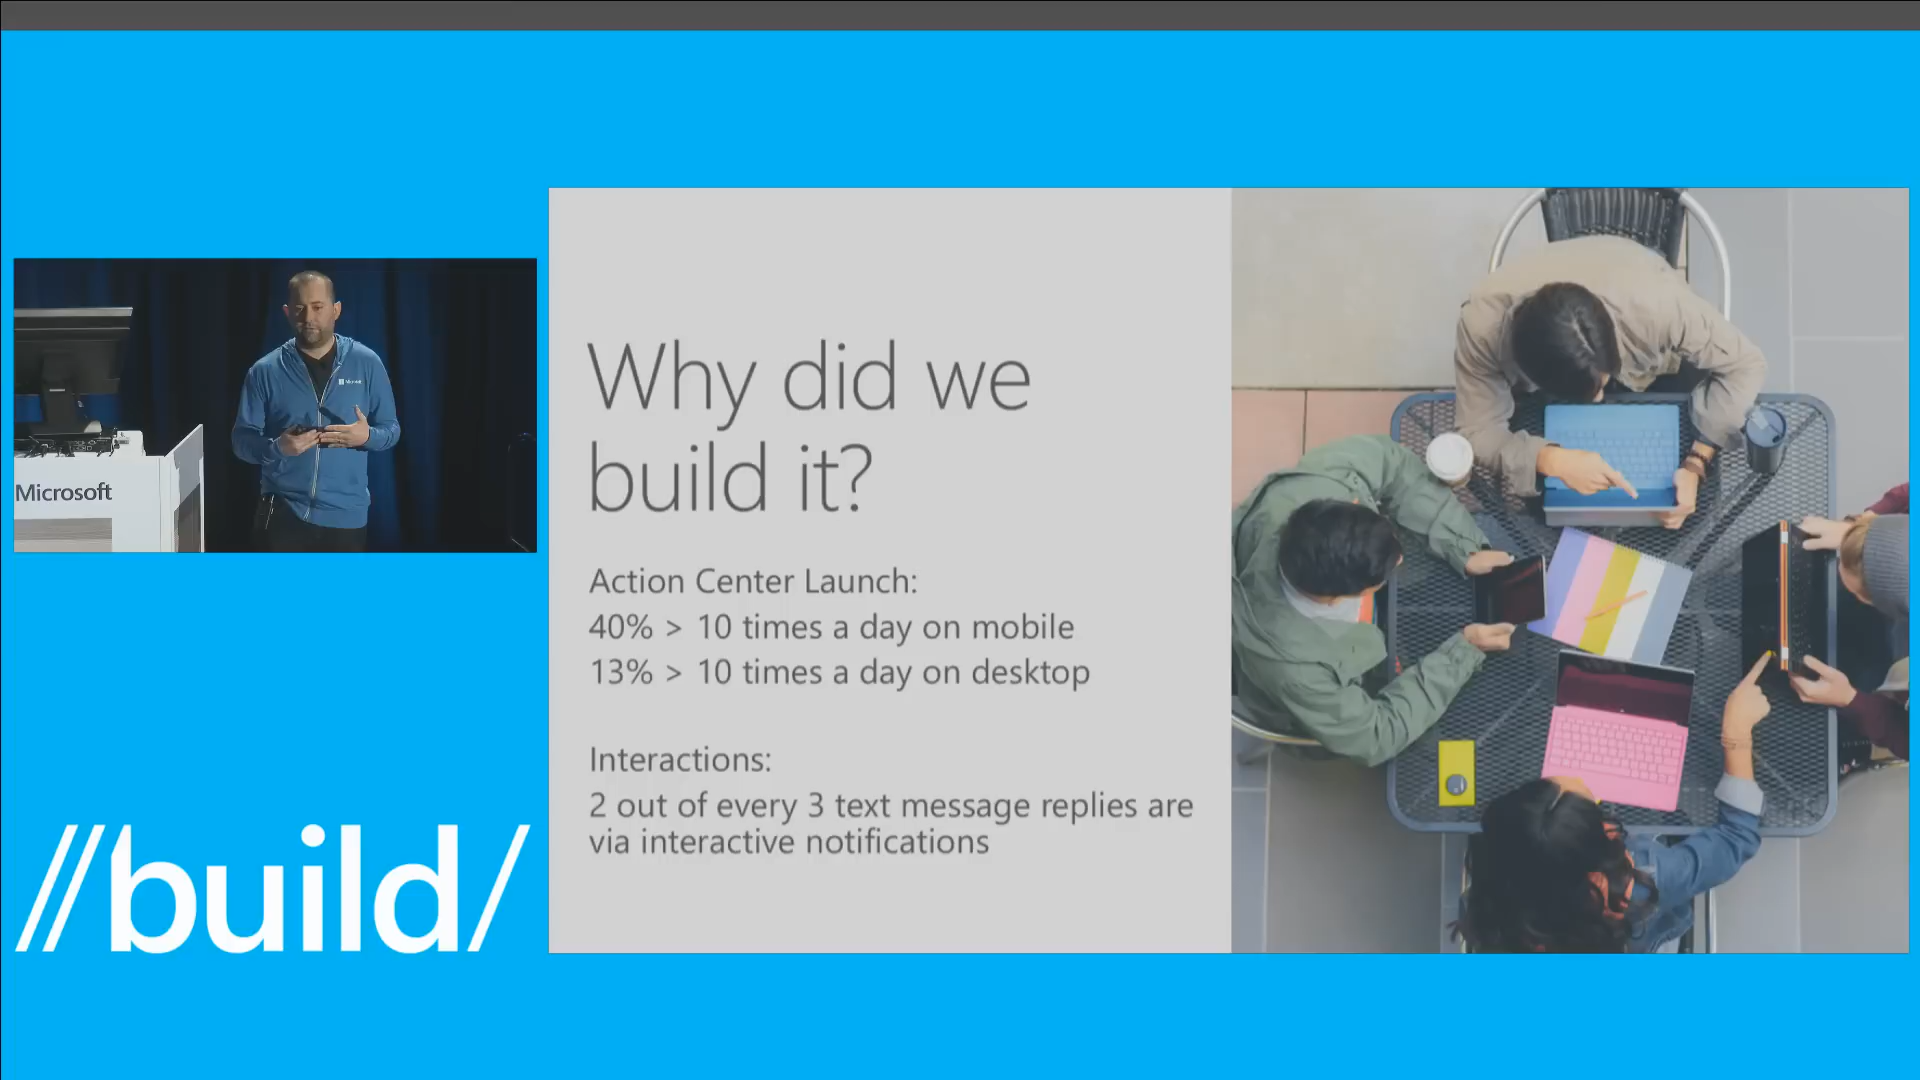 Why did we
build it?
Action Center Launch:
40% > 10 times a day on mobile
13% > 10 times a day on desktop
Interactions:
2 out of every 3 text message replies are
via interactive notifications
Microsoft
Microsoft
//build/